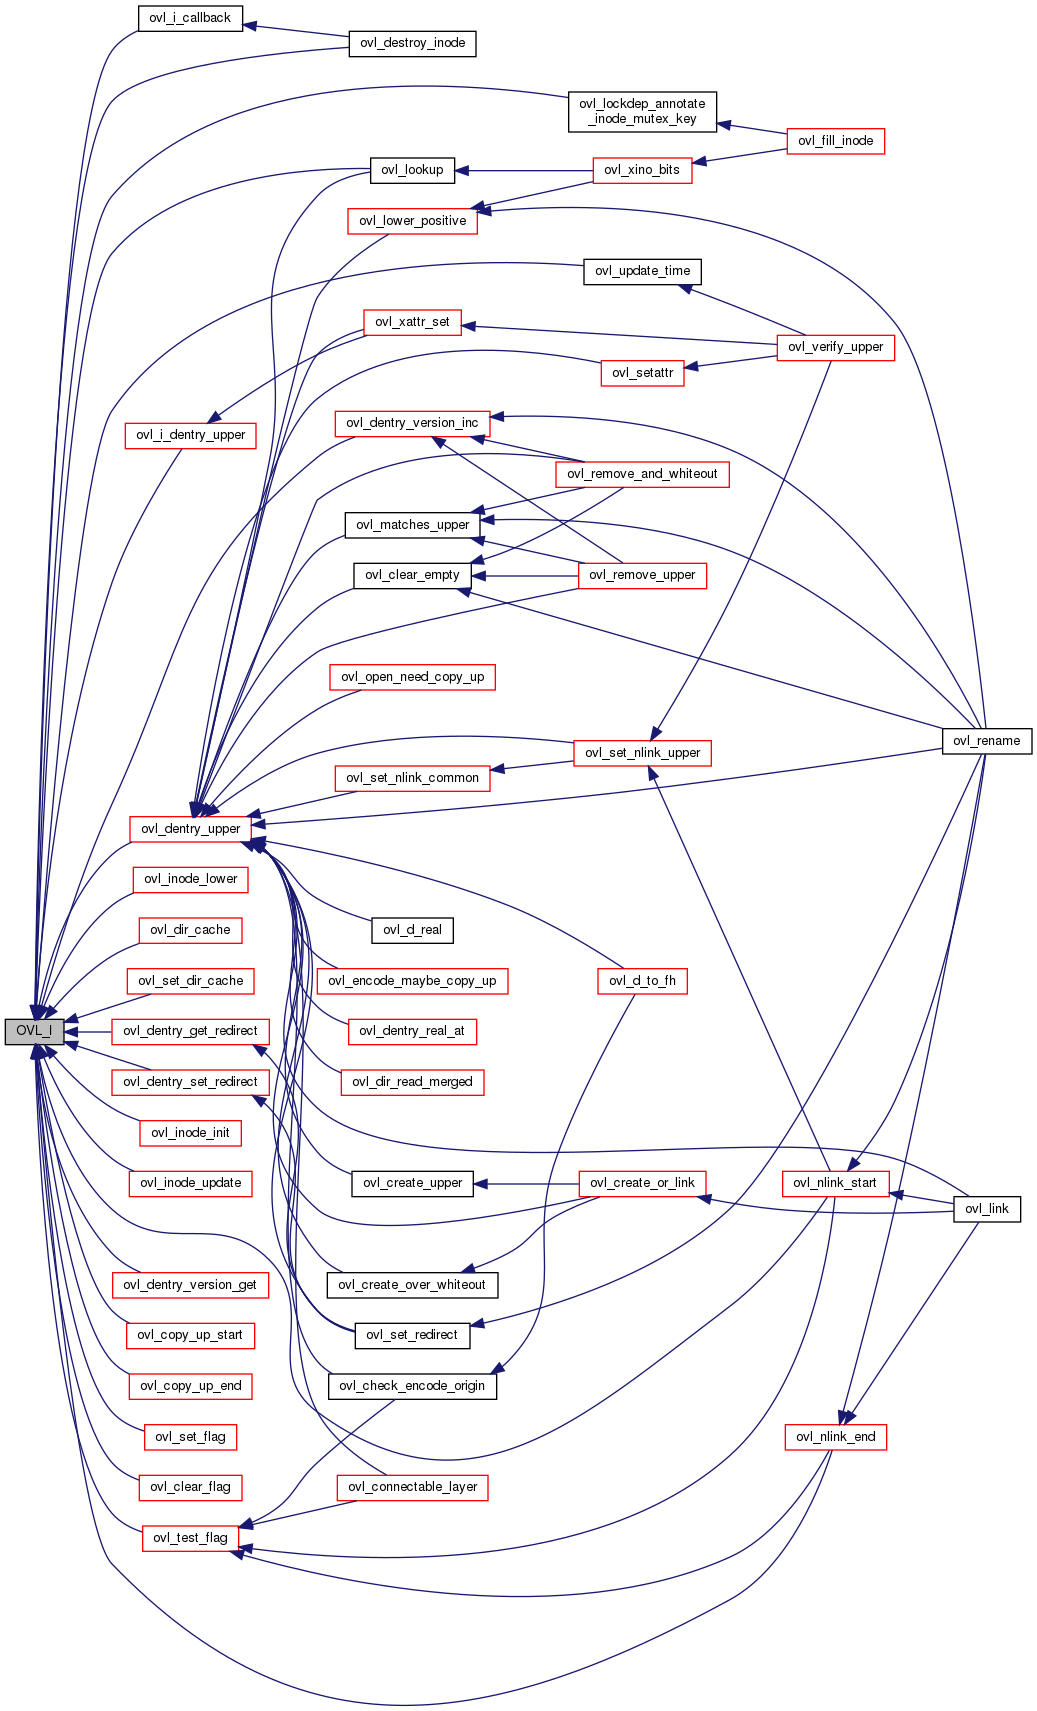 ovl_i_callback
ovl_destroy_inode
ovl_lockdep_annotate
_inode_mutex_key
ovl_fill_inode
ovl_lookup
ovl_xino_bits
ovl_lower_positive
ovl_update_time
ovl_xattr_set
ovl_verify_upper
ovl_setattr
ovl_dentry_version_inc
ovl_i_dentry_upper
ovl_remove_and_whiteout
ovl_matches_upper
ovl_clear_empty
ovl_remove_upper
ovl_open_need_copy_up
ovl_rename
ovl_set_nlink_upper
ovl_set_nlink_common
ovl_dentry_upper
ovl_inode_lower
ovl_dir_cache
ovl_d_real
ovl_set_dir_cache
ovl_encode_maybe_copy_up
ovl_d_to_fh
OVL_I
ovl_dentry_get_redirect
ovl_dentry_real_at
ovl_dentry_set_redirect
ovl_dir_read_merged
ovl_inode_init
ovl_inode_update
ovl_create_upper
ovl_create_or_link
ovl_nlink_start
ovl_link
ovl_dentry_version_get
ovl_create_over_whiteout
ovl_copy_up_start
ovl_set_redirect
ovl_copy_up_end
ovl_check_encode_origin
ovl_set_flag
ovl_nlink_end
ovl_clear_flag
ovl_connectable_layer
ovl_test_flag